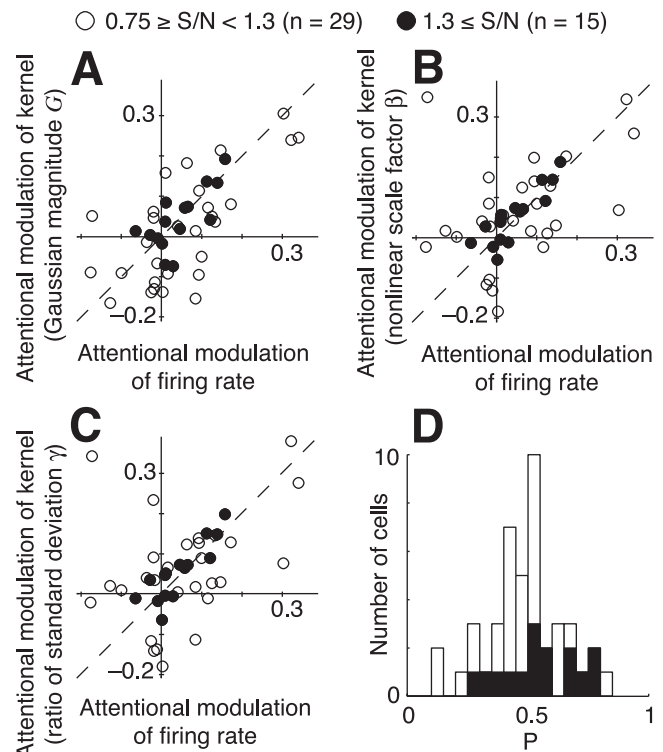 0.75 ≥ S/N < 1.3 (n = 29) 1.3 ≤ S/N (n = 15)
A
Attentional modulation of kernel
(Gaussian magnitude G)
0.3
0.3
−0.2
Attentional modulation
of firing rate
B
Attentional modulation of kernel
(nonlinear scale factor β)
0.3
0.3
−0.2
Attentional modulation
of firing rate
C
Attentional modulation of kernel
(ratio of standard deviation γ)
0.3
0.3
−0.2
Attentional modulation
of firing rate
D
Number of cells
10
5
0
0 0.5 1
P